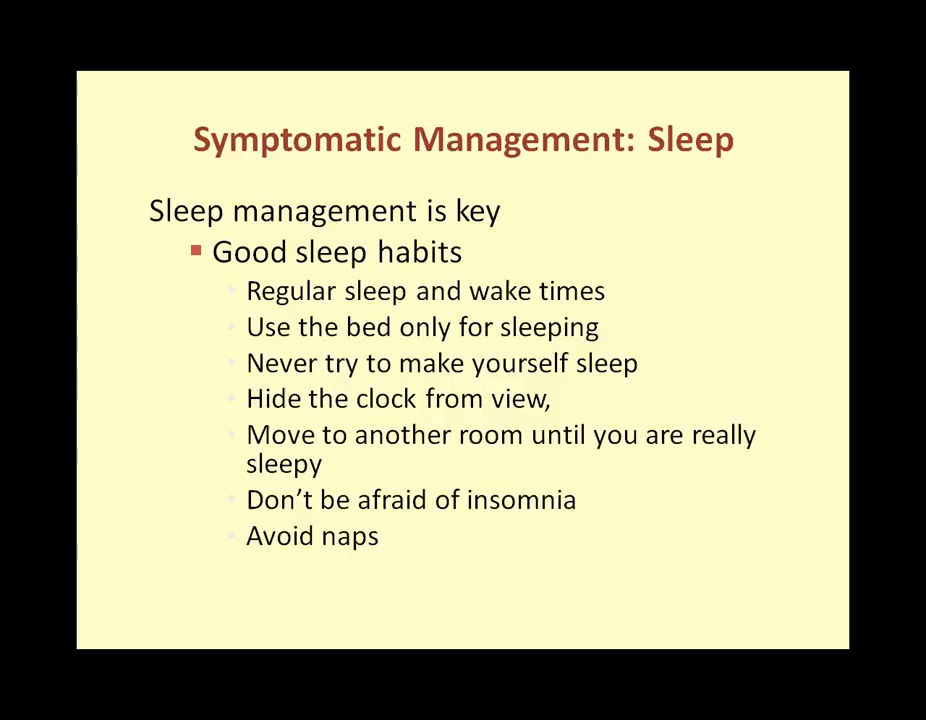 Symptomatic Management: Sleep
Sleep management is key
Good sleep habits
Regular sleep and wake times
Use the bed only for sleeping
Never try to make yourself sleep
Hide the clock from view,
Move to another room until you are really
sleepy
Don’t be afraid of insomnia
Avoid naps